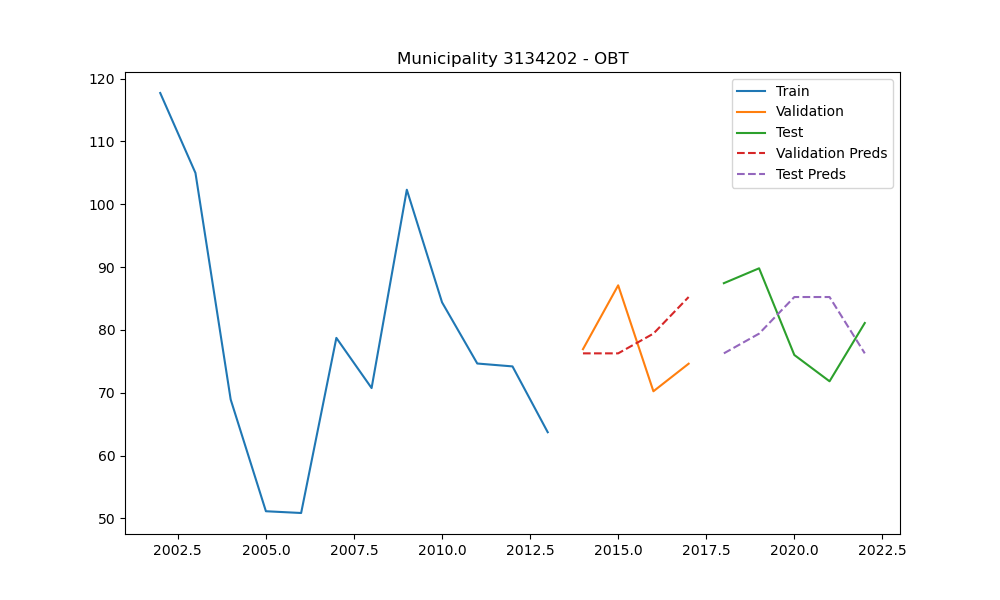 Municipality 3134202 - OBT
120
110
100
90
80
70
60
50
2002.5 2005.0 2007.5 2010.0 2012.5 2015.0 2017.5 2020.0 2022.5
Train
Validation
Test
Validation Preds
Test Preds